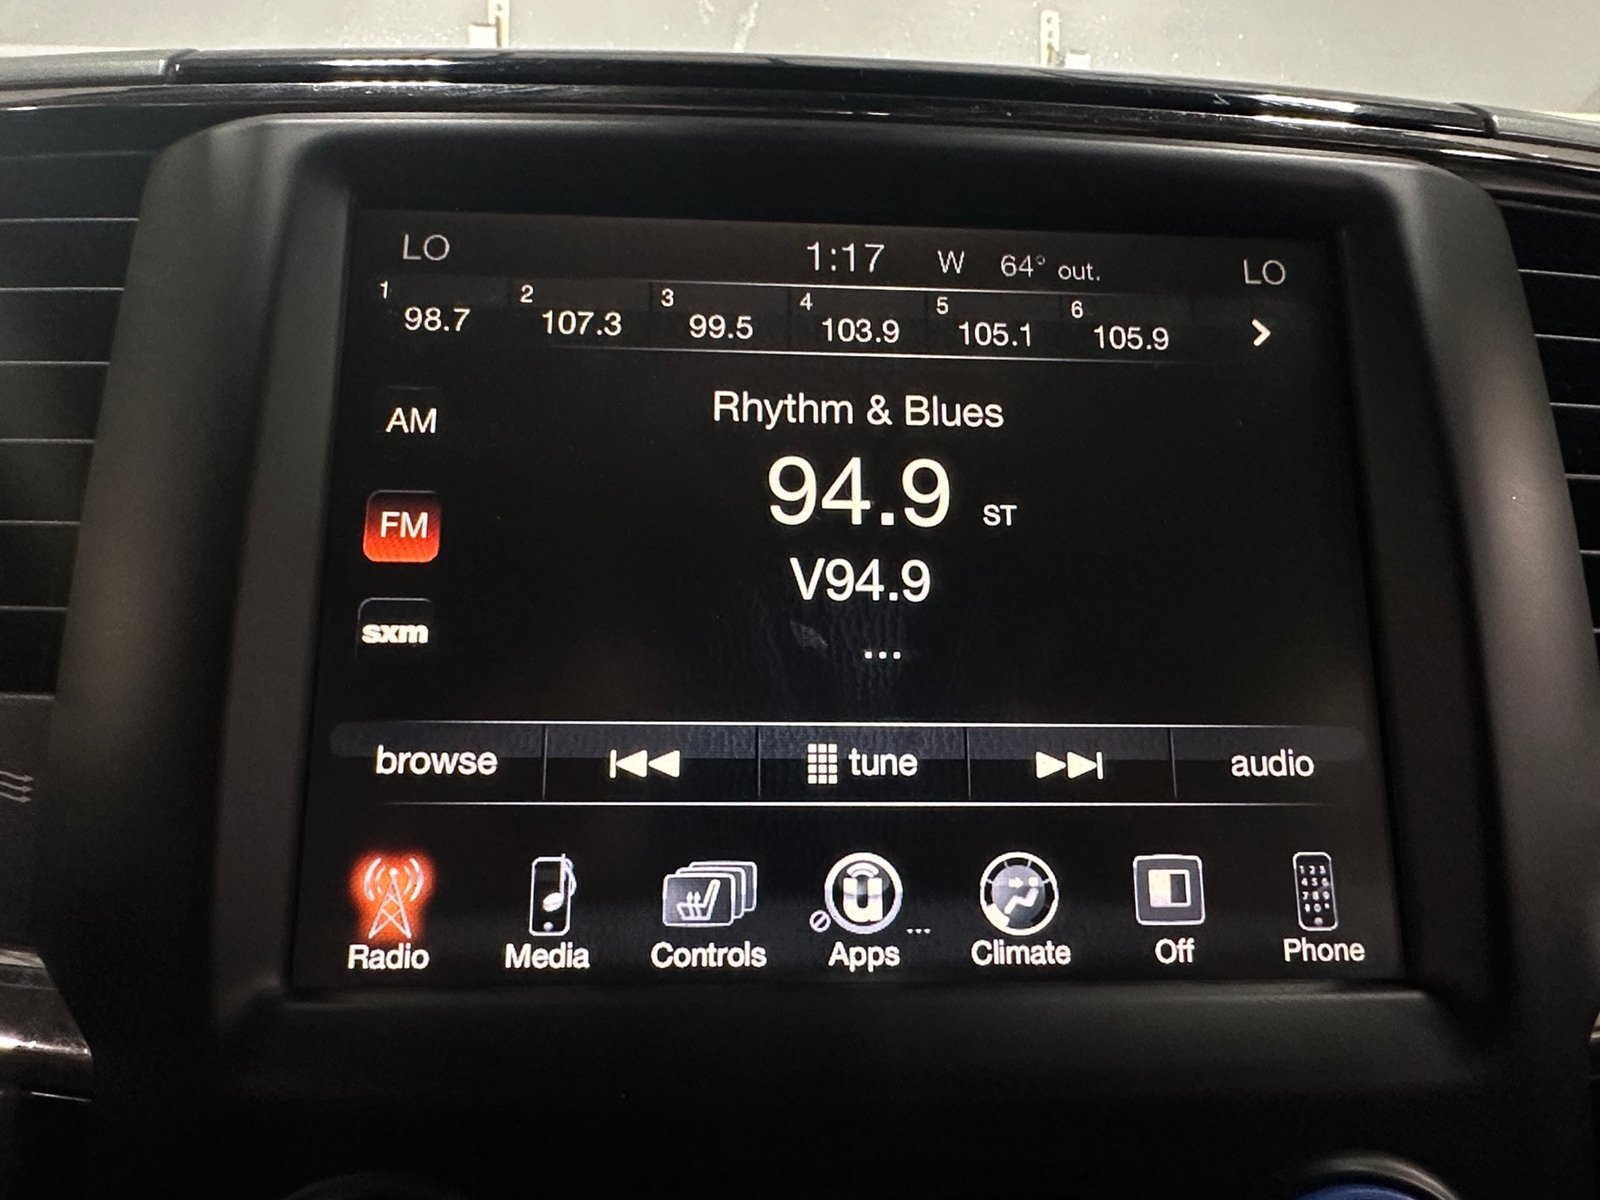 LO 1:17 W 64° out. LO
1 98.7 2 107.3 3 99.5 4 103.9 5 105.1 6 105.9
AM
Rhythm & Blues
FM
94.9 ST
V94.9
sxm
...
browse tune audio
u ...
Radio Media Controls Apps Climate Off Phone